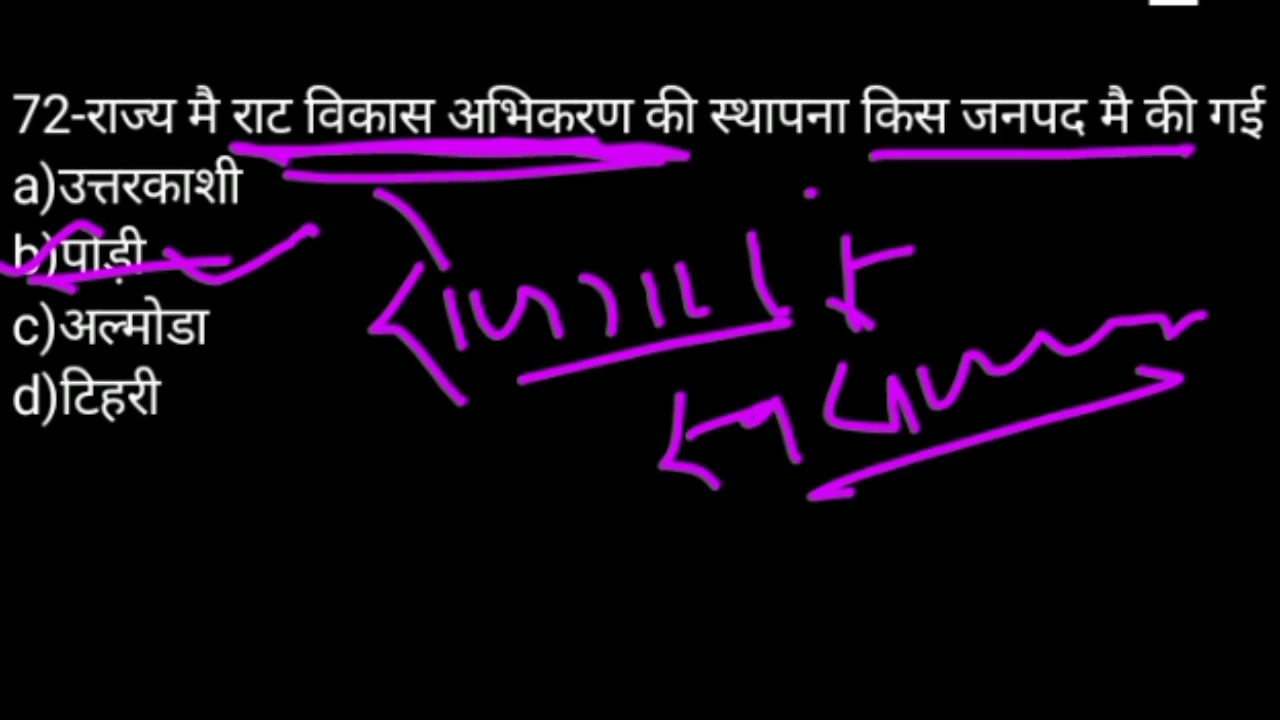 72-राज्य मै राट विकास अभिकरण की स्थापना किस जनपद मै की गई
a)उत्तरकाशी
b)पोड़ी
c)अल्मोडा
d)टिहरी